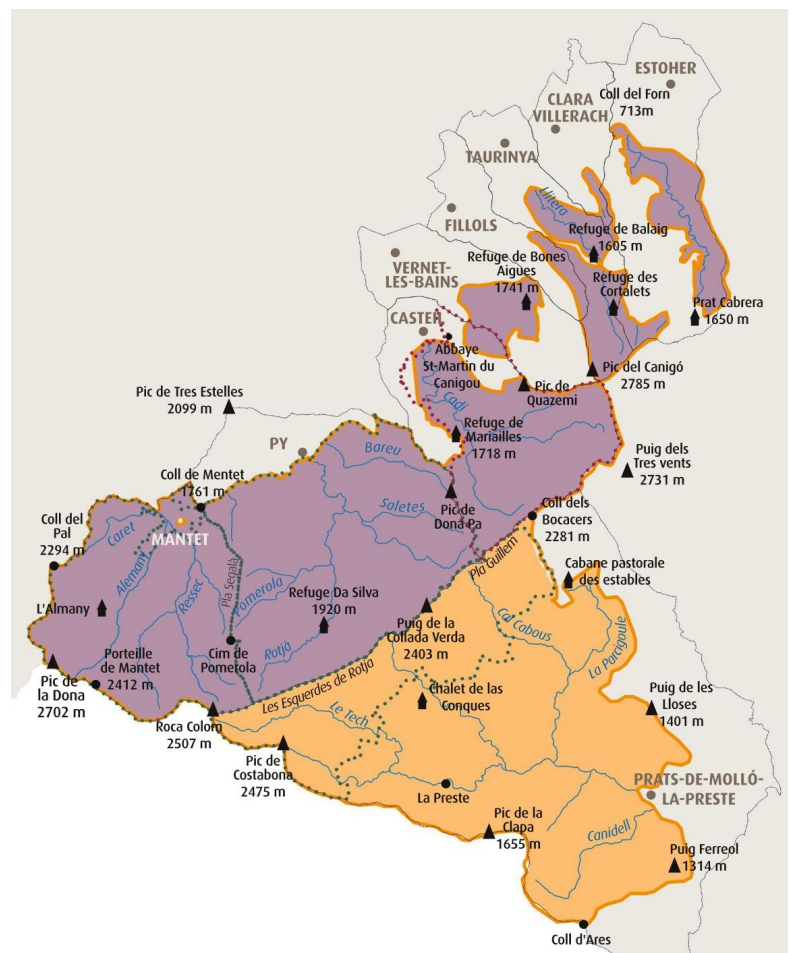 ESTOHER
Coll del Forn
713m
CLARA
VILLERACH
TAURINYA
Llitera
FILLOLS
Refuge de Balaig
1605 m
VERNET-
LES-BAINS
Refuge de Bones
Aigües
1741 m
Refuge des
Cortalets
Prat Cabrera
1650 m
CASTEIL
Abbaye
St-Martin du
Canigou
Pic del Canigó
2785 m
Pic de
Quazemi
Pic de Tres Estelles
2099 m
Cadi
Refuge de
Mariailles
1718 m
PY
Bareu
Puig dels
Tres vents
2731 m
Coll de Mentet
1761 m
Saletes
Pic de
Dona Pa
Coll dels
Bocacers
2281 m
Coll del
Pal
2294 m
Caret
MANTET
Alemany
Ressec
Pla Segalà
Pomerola
Pla Guillem
Cabane pastorale
des estables
L'Almany
Refuge Da Silva
1920 m
Puig de la
Collada Verda
2403 m
Cal Cabous
La Parcigoule
Porteille
de Mantet
2412 m
Cim de
Pomerola
Rotjà
Pic de
la Dona
2702 m
Les Esquerdes de Rotja
Chalet de las
Conques
Puig de les
Lloses
1401 m
Roca Colom
2507 m
Le Tech
Pic de
Costabona
2475 m
La Preste
PRATS-DE-MOLLÓ-
LA-PRESTE
Pic de la
Clapa
1655 m
Canidell
Puig Ferreol
1314 m
Coll d'Ares